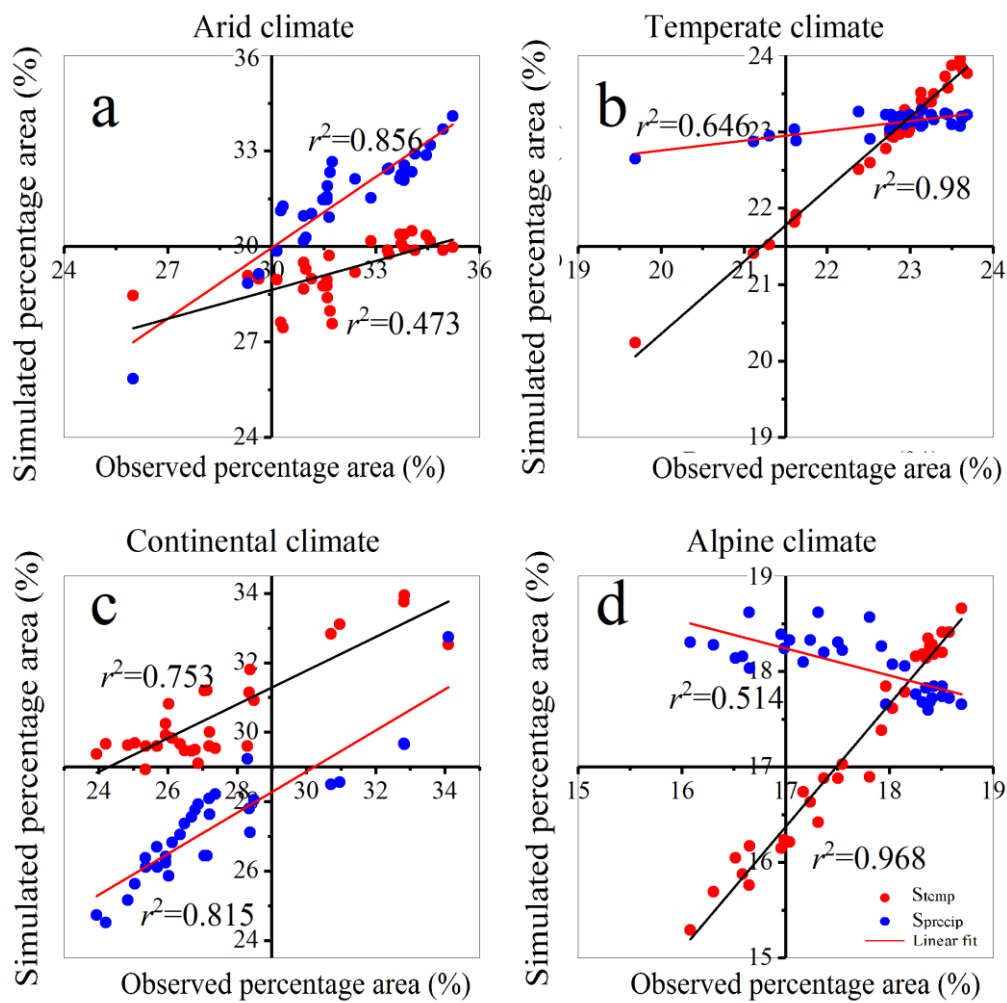 Arid climate
Simulated percentage area (%)
a
36
33
30
27
24
24
27
30
33
36
r²=0.856
r²=0.473
Observed percentage area (%)
Temperate climate
Simulated percentage area (%)
b
24
23
22
21
20
19
19
20
21
22
23
24
r²=0.646
r²=0.98
Observed percentage area (%)
Continental climate
Simulated percentage area (%)
c
34
32
30
28
26
24
24
26
28
30
32
34
r²=0.753
r²=0.815
Observed percentage area (%)
Alpine climate
Simulated percentage area (%)
d
19
18
17
16
15
15
16
17
18
19
r²=0.514
r²=0.968
Stemp
Sprecip
Linear fit
Observed percentage area (%)